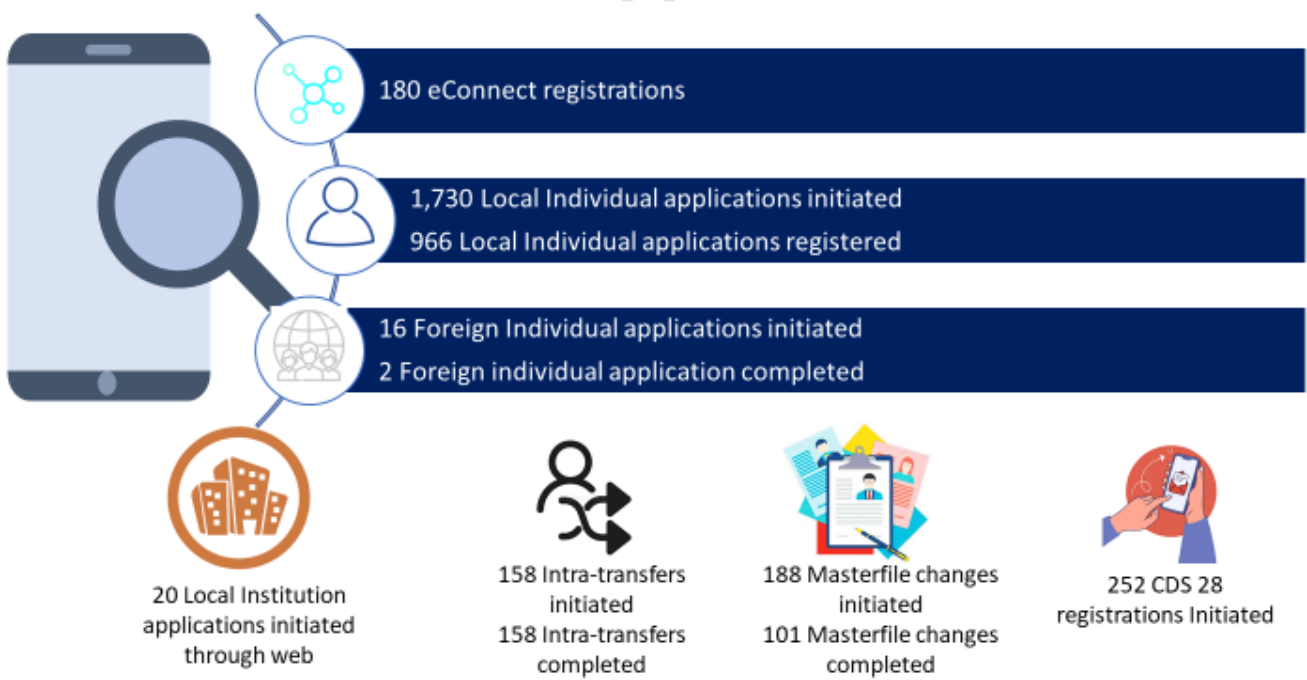 180 eConnect registrations
1,730 Local Individual applications initiated
966 Local Individual applications registered
16 Foreign Individual applications initiated
2 Foreign individual application completed
20 Local Institution
applications initiated
through web
158 Intra-transfers
initiated
158 Intra-transfers
completed
188 Masterfile changes
initiated
101 Masterfile changes
completed
252 CDS 28
registrations Initiated